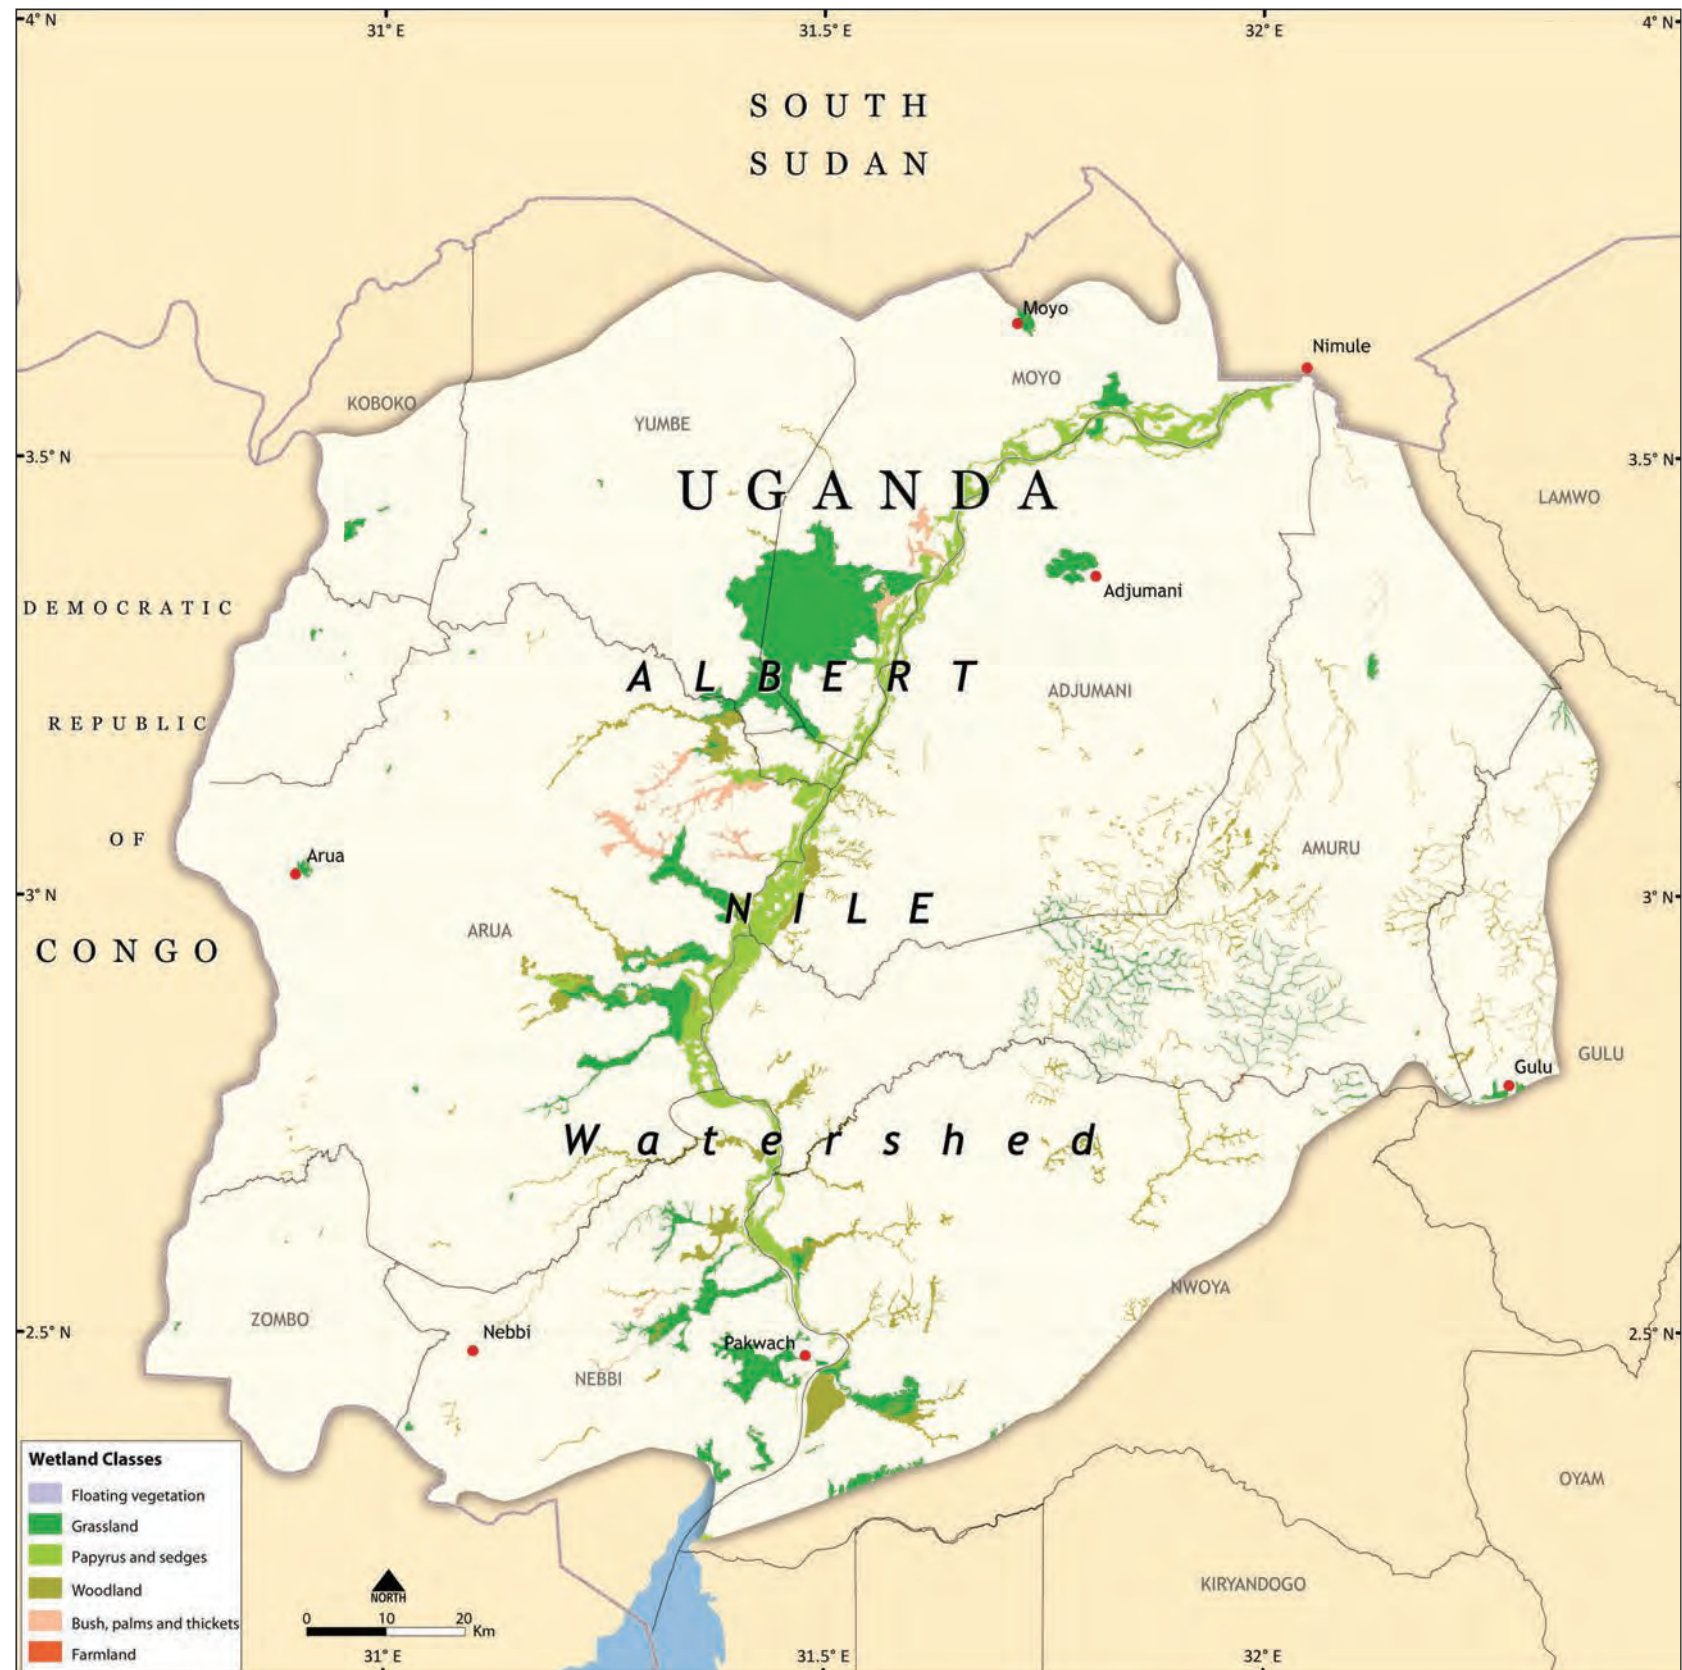 4° N
31° E
31.5° E
32° E
4° N
SOUTH
SUDAN
Moyo
Nimule
MOYO
KOBOKO
YUMBE
3.5° N
3.5° N
UGANDA
LAMWO
Adjumani
DEMOCRATIC
ALBERT
ADJUMANI
REPUBLIC
OF
Arua
AMURU
3° N
3° N
NILE
ARUA
CONGO
GULU
Gulu
Watershed
NWOYA
ZOMBO
Nebbi
2.5° N
2.5° N
Pakwach
NEBBI
Wetland Classes
Floating vegetation
Grassland
Papyrus and sedges
Woodland
Bush, palms and thickets
Farmland
OYAM
KIRYANDOGO
NORTH
0 10 20 Km
31° E
31.5° E
32° E